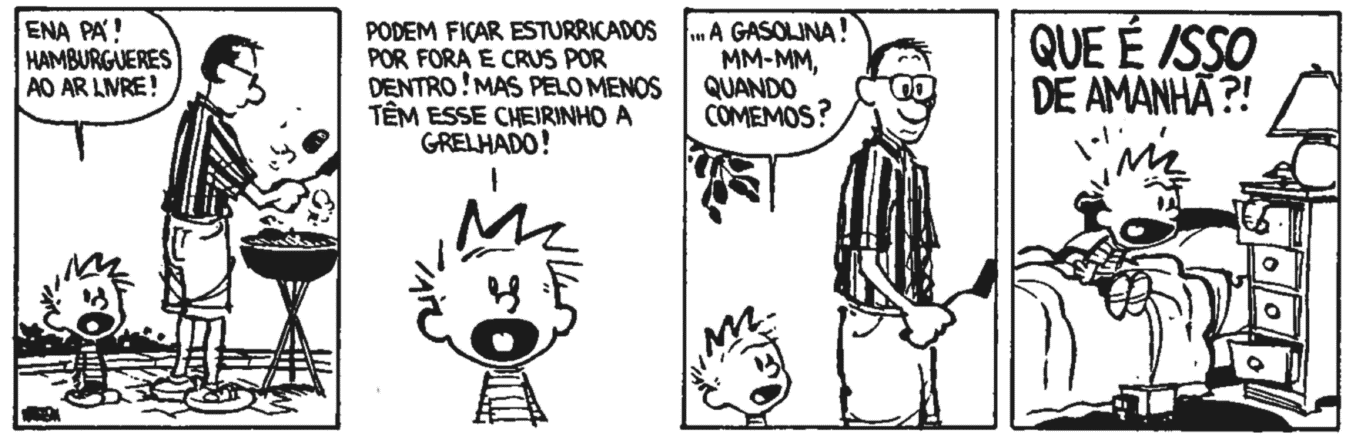 ENA PÁ!
HAMBURGUERES
AO AR LIVRE!
PODEM FICAR ESTURRICADOS
POR FORA E CRUS POR
DENTRO! MAS PELO MENOS
TÊM ESSE CHEIRINHO A
GRELHADO!
...A GASOLINA!
MM-MM,
QUANDO
COMEMOS?
QUE É ISSO
DE AMANHÃ?!